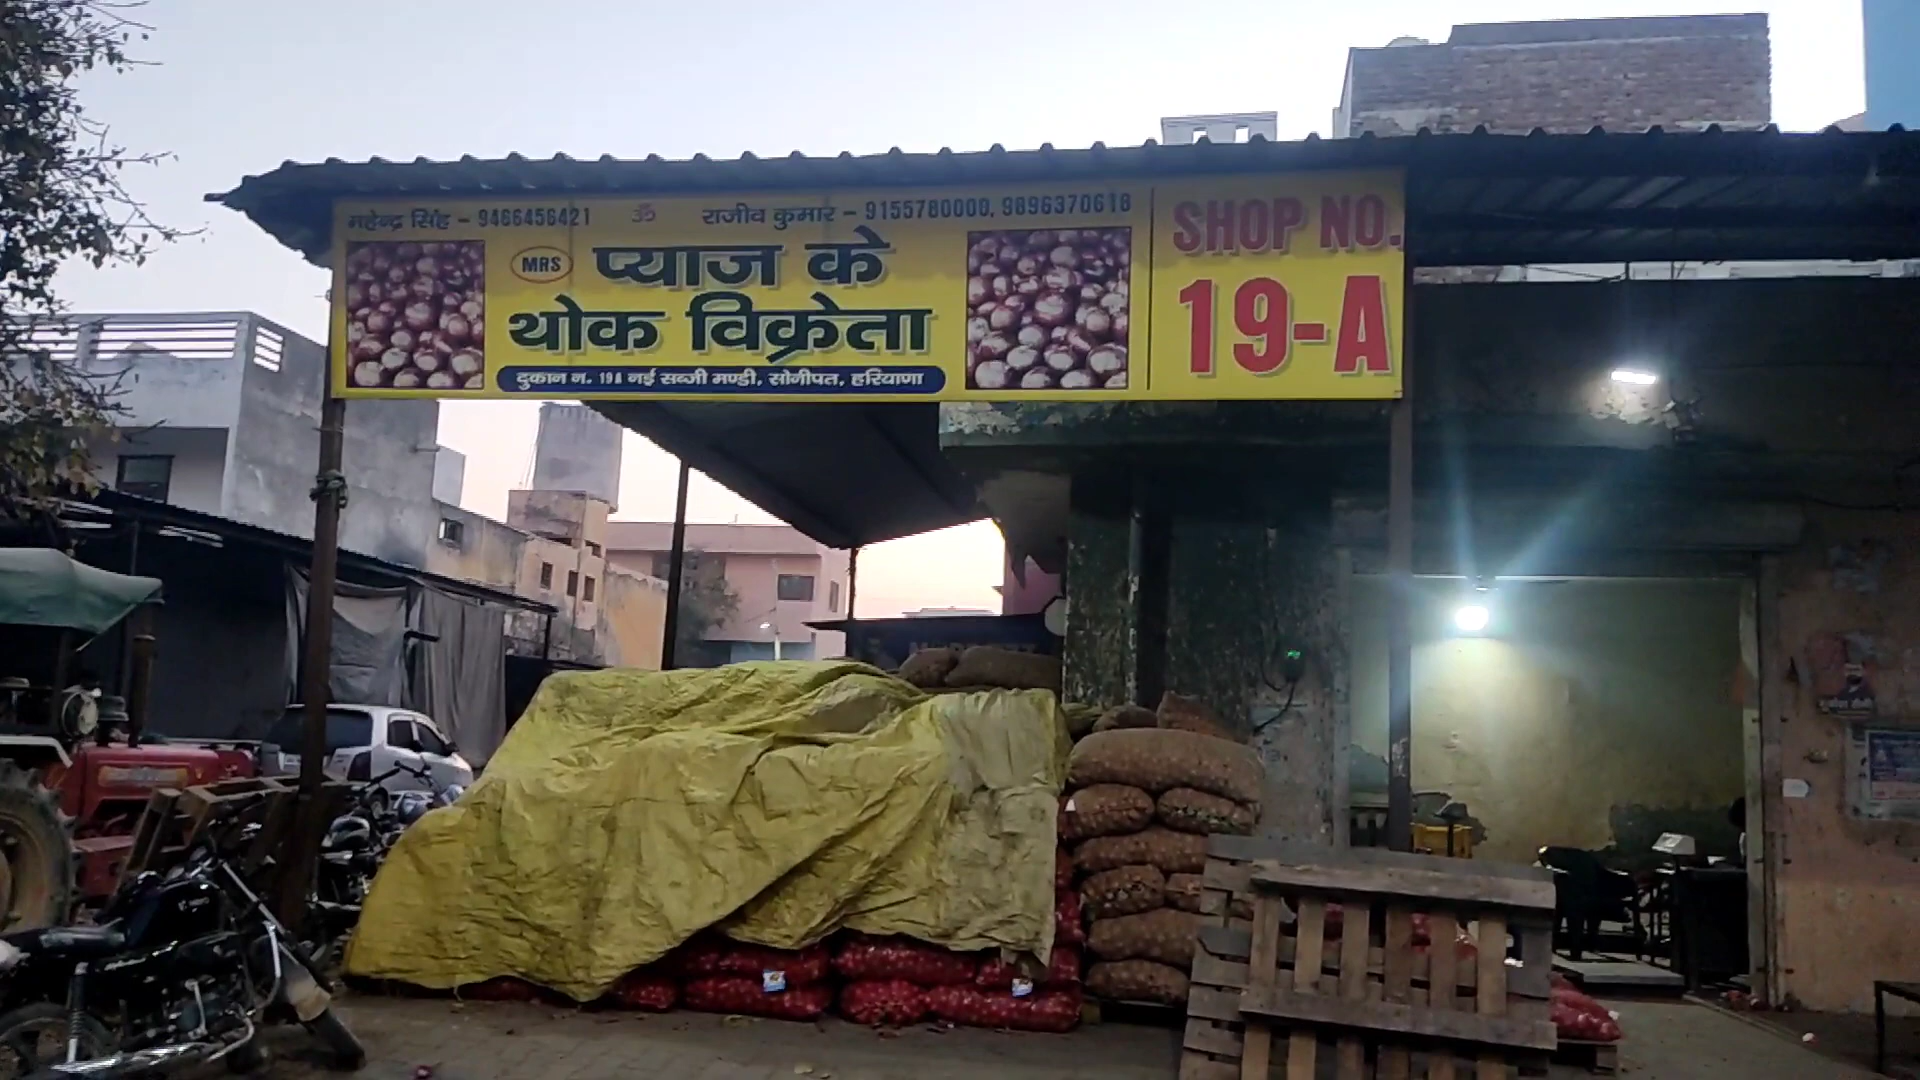 महेन्द्र सिंह – 9466456421 ॐ राजीव कुमार – 9155780000, 9896370618
MRS प्याज के
थोक विक्रेता
दुकान न. 19A नई सब्जी मण्डी, सोनीपत, हरियाणा
SHOP NO.
19-A